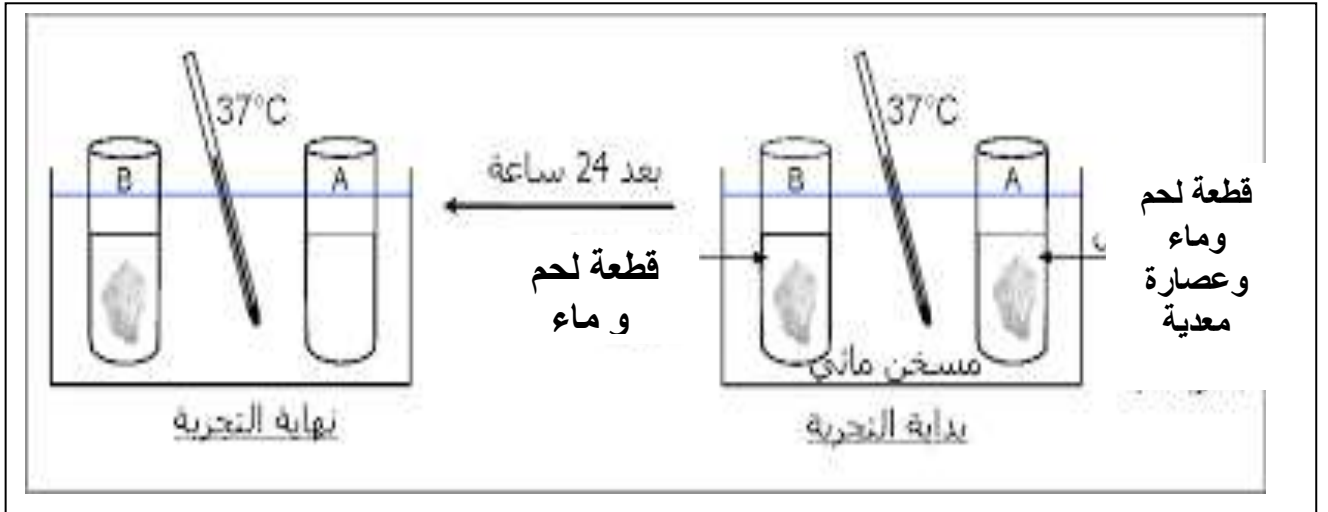 37°C
B
A
قطعة لحم
وماء
وعصارة
معدية
مسخن مائي
بداية التجربة
بعد 24 ساعة
قطعة لحم
و ماء
37°C
B
A
نهاية التجربة